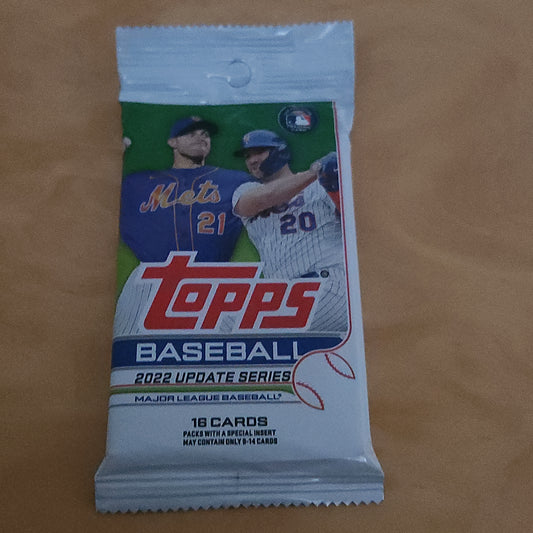 Mets
21
20
TOPPS
BASEBALL
2022 UPDATE SERIES
MAJOR LEAGUE BASEBALL®
16 CARDS
PACKS WITH A SPECIAL INSERT
MAY CONTAIN ONLY 9-14 CARDS